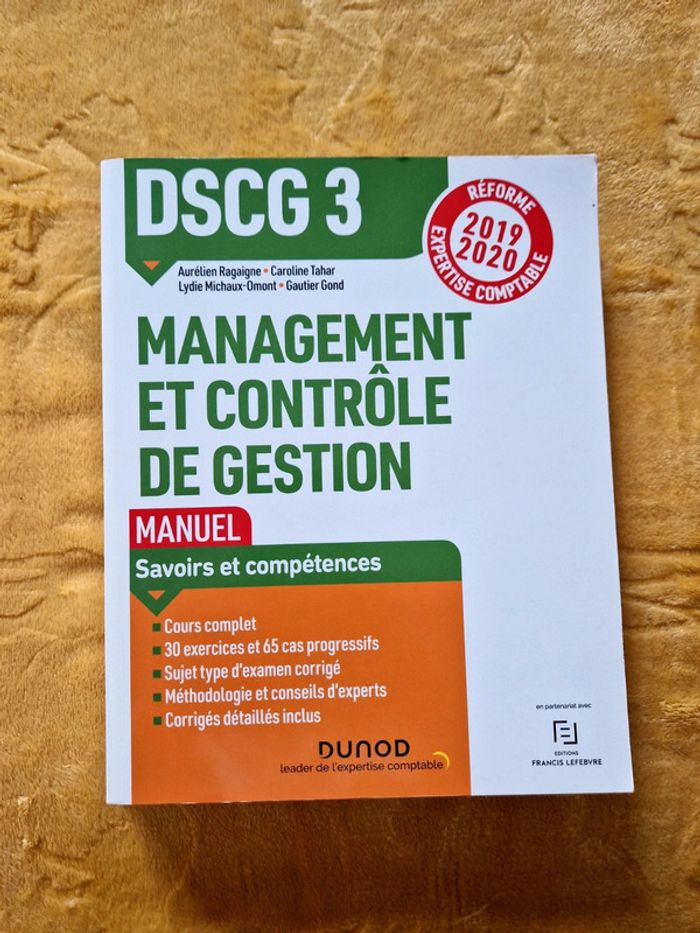 DSCG 3
RÉFORME
2019
2020
EXPERTISE COMPTABLE
Aurélien Ragaigne • Caroline Tahar
Lydie Michaux-Omont • Gautier Gond
MANAGEMENT
ET CONTRÔLE
DE GESTION
MANUEL
Savoirs et compétences
Cours complet
30 exercices et 65 cas progressifs
Sujet type d'examen corrigé
Méthodologie et conseils d'experts
Corrigés détaillés inclus
DUNOD
leader de l'expertise comptable
en partenariat avec
EDITIONS
FRANCIS LEFEBVRE